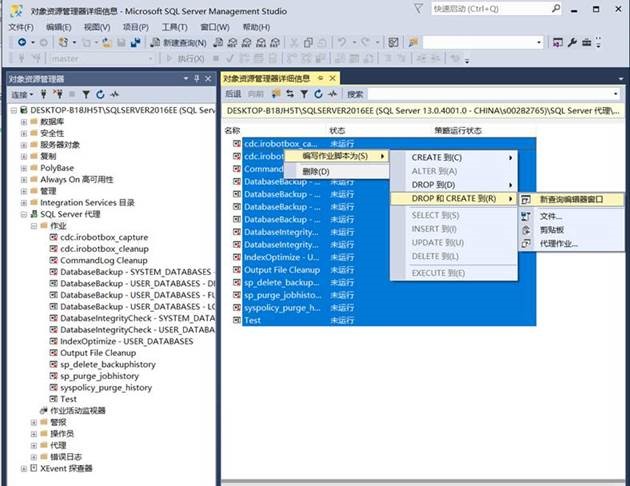 对象资源管理器详细信息 - Microsoft SQL Server Management Studio
快速启动 (Ctrl+Q)
文件(F) 编辑(E) 视图(V) 项目(P) 工具(T) 窗口(W) 帮助(H)
新建查询(N)
master 执行(X)
对象资源管理器
连接
DESKTOP-B18JH5T\SQLSERVER2016EE (SQL Serv
数据库
安全性
服务器对象
复制
PolyBase
Always On 高可用性
管理
Integration Services 目录
SQL Server 代理
作业
cdc.irobotbox_capture
cdc.irobotbox_cleanup
CommandLog Cleanup
DatabaseBackup - SYSTEM_DATABASES -
DatabaseBackup - USER_DATABASES - DI
DatabaseBackup - USER_DATABASES - FU
DatabaseBackup - USER_DATABASES - LO
DatabaseIntegrityCheck - SYSTEM_DATAB
DatabaseIntegrityCheck - USER_DATABAS
IndexOptimize - USER_DATABASES
Output File Cleanup
sp_delete_backuphistory
sp_purge_jobhistory
syspolicy_purge_history
Test
作业活动监视器
警报
操作员
代理
错误日志
XEvent 探查器
对象资源管理器详细信息
后退 向前 搜索
DESKTOP-B18JH5T\SQLSERVER2016EE (SQL Server 13.0.4001.0 - CHINA\s00282765)\SQL Server 代理\...
名称 状态 策略运行状态
cdc.irobotbox_ca... 未运行
cdc.irobo
Comman
DatabaseBackup -
DatabaseBackup - U... 未运行
DatabaseBackup - U... 未运行
DatabaseBackup - U... 未运行
DatabaseIntegrity... 未运行
DatabaseIntegrity... 未运行
IndexOptimize - U... 未运行
Output File Cleanup 未运行
sp_delete_backup... 未运行
sp_purge_jobhisto... 未运行
syspolicy_purge_h... 未运行
Test 未运行
编写作业脚本为(S)
删除(D)
CREATE 到(C)
ALTER 到(A)
DROP 到(D)
DROP 和 CREATE 到(R)
SELECT 到(S)
INSERT 到(I)
UPDATE 到(U)
DELETE 到(L)
EXECUTE 到(E)
新查询编辑器窗口
文件...
剪贴板
代理作业...